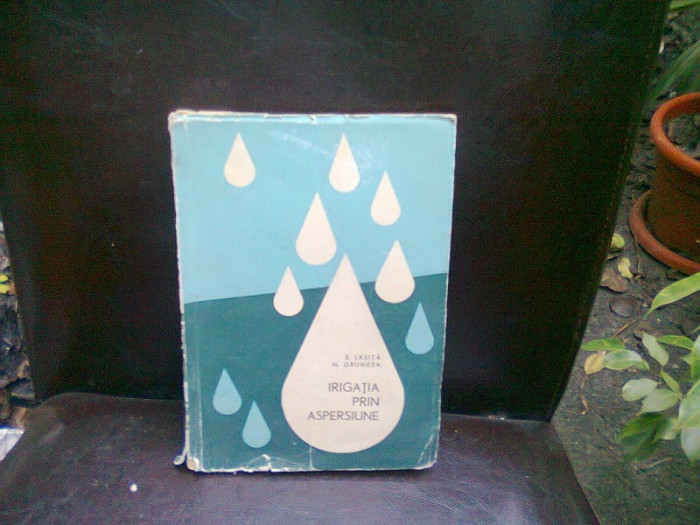 E. LAȘIȚĂ
N. GRUMEZA
IRIGAȚIA
PRIN
ASPERSIUNE